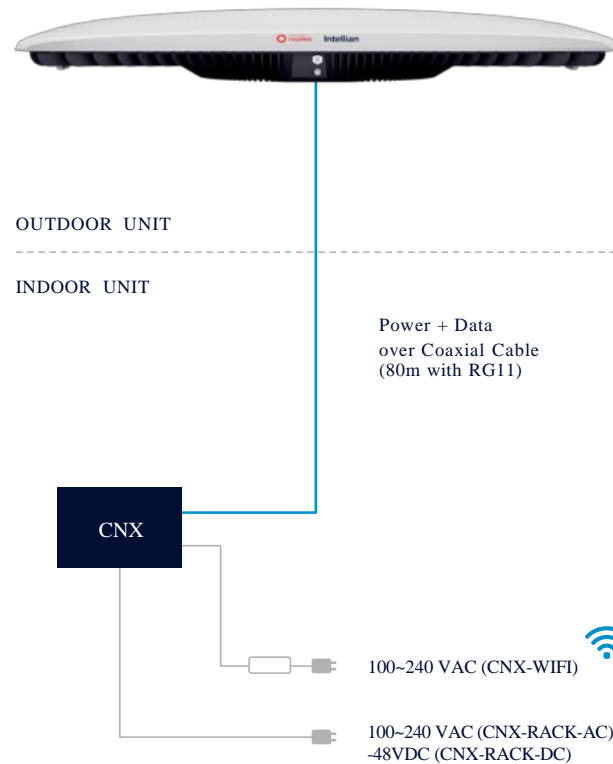 OneWeb Intellian
OUTDOOR UNIT
INDOOR UNIT
Power + Data
over Coaxial Cable
(80m with RG11)
CNX
100~240 VAC (CNX-WIFI)
100~240 VAC (CNX-RACK-AC)
-48VDC (CNX-RACK-DC)